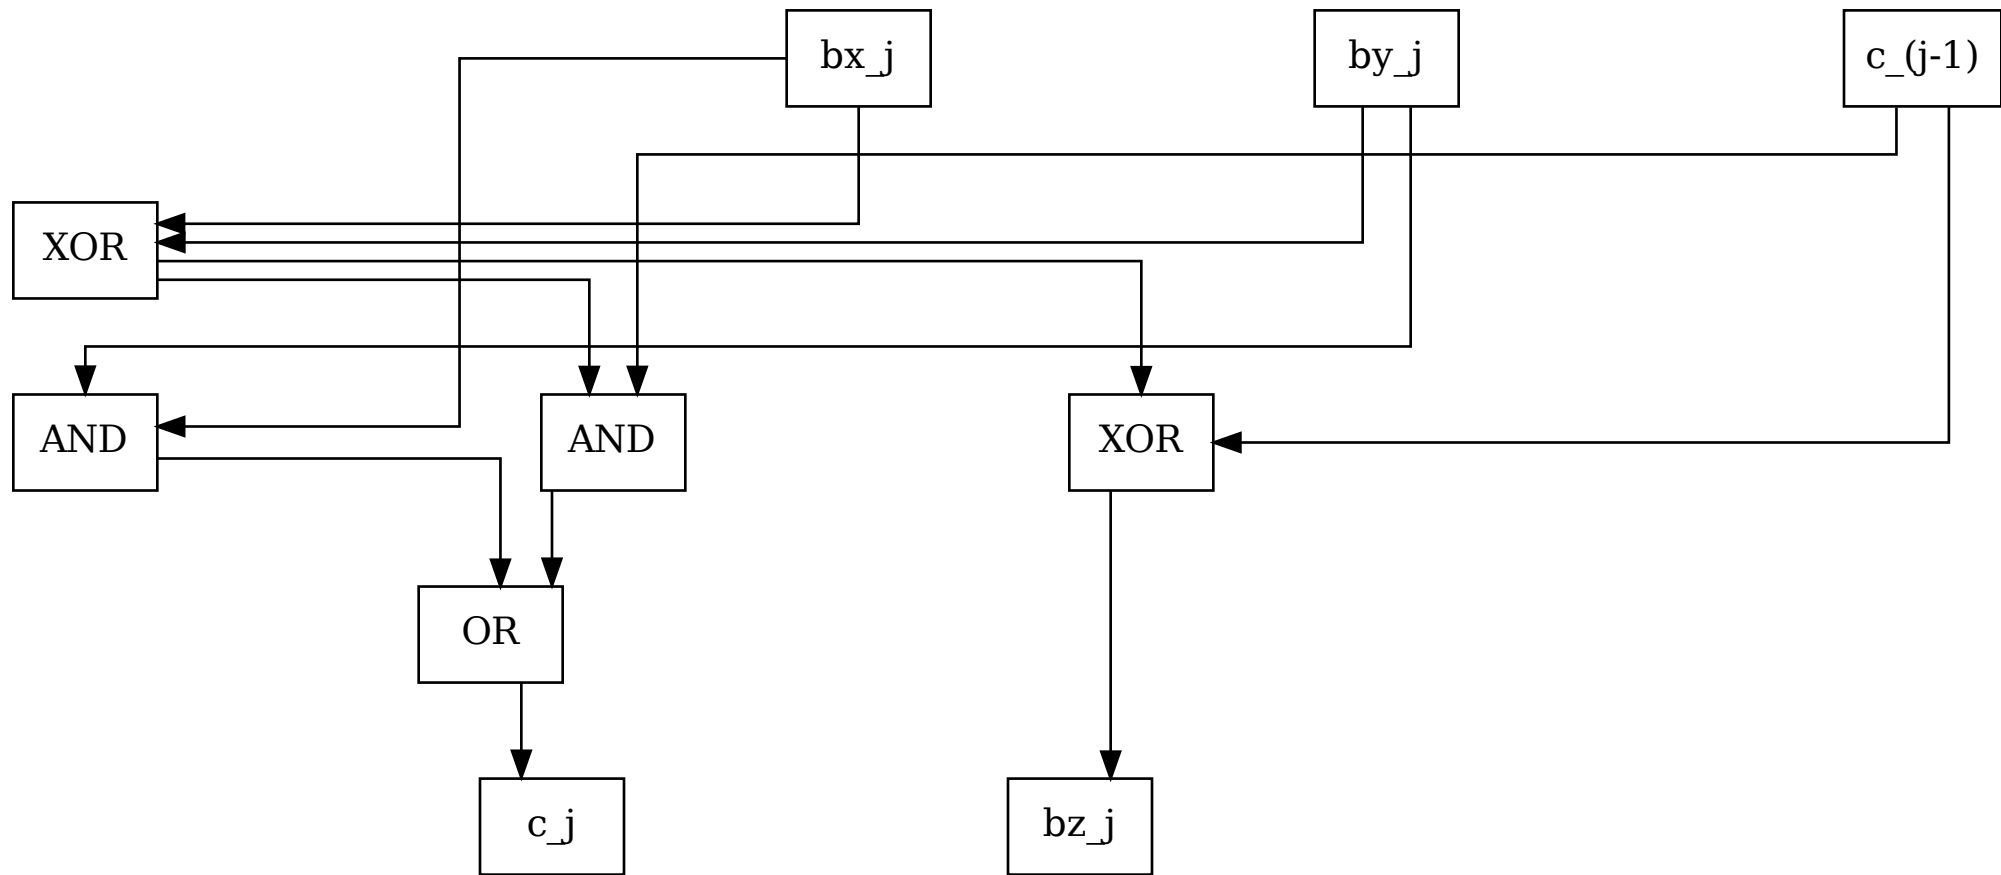 bx_j
by_j
c_(j-1)
XOR
AND
AND
XOR
OR
c_j
bz_j